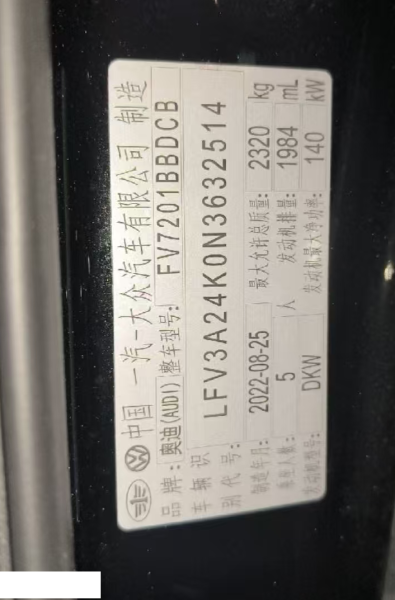 中国 一汽-大众汽车有限公司 制造
品牌: 奥迪(AUDI) 整车型号: FV7201BBDCB
车辆识别代号: LFV3A24K0N3632514
制造年月: 2022-08-25 最大允许总质量: 2320 kg
乘坐人数: 5 人 发动机排量: 1984 mL
发动机型号: DKW 发动机最大净功率: 140 kW